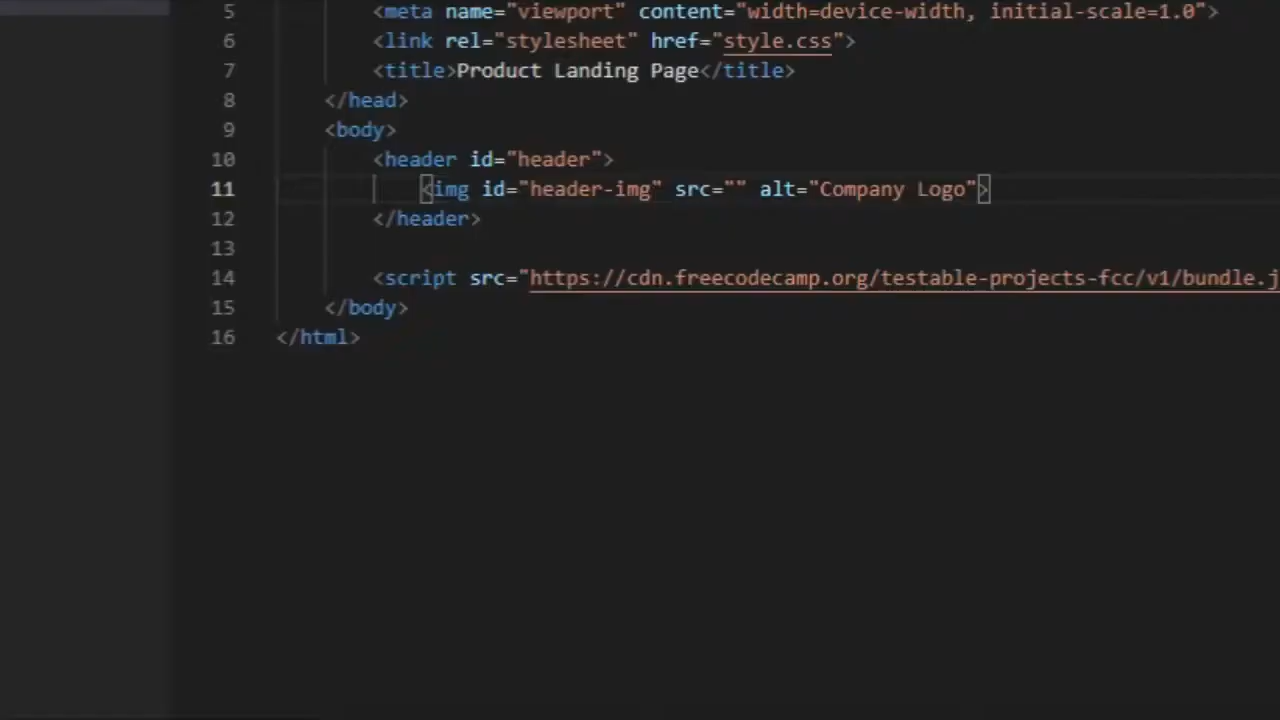 5 <meta name="viewport" content="width=device-width, initial-scale=1.0">
6 <link rel="stylesheet" href="style.css">
7 <title>Product Landing Page</title>
8 </head>
9 <body>
10 <header id="header">
11 <img id="header-img" src="" alt="Company Logo">
12 </header>
13
14 <script src="https://cdn.freecodecamp.org/testable-projects-fcc/v1/bundle.j
15 </body>
16 </html>